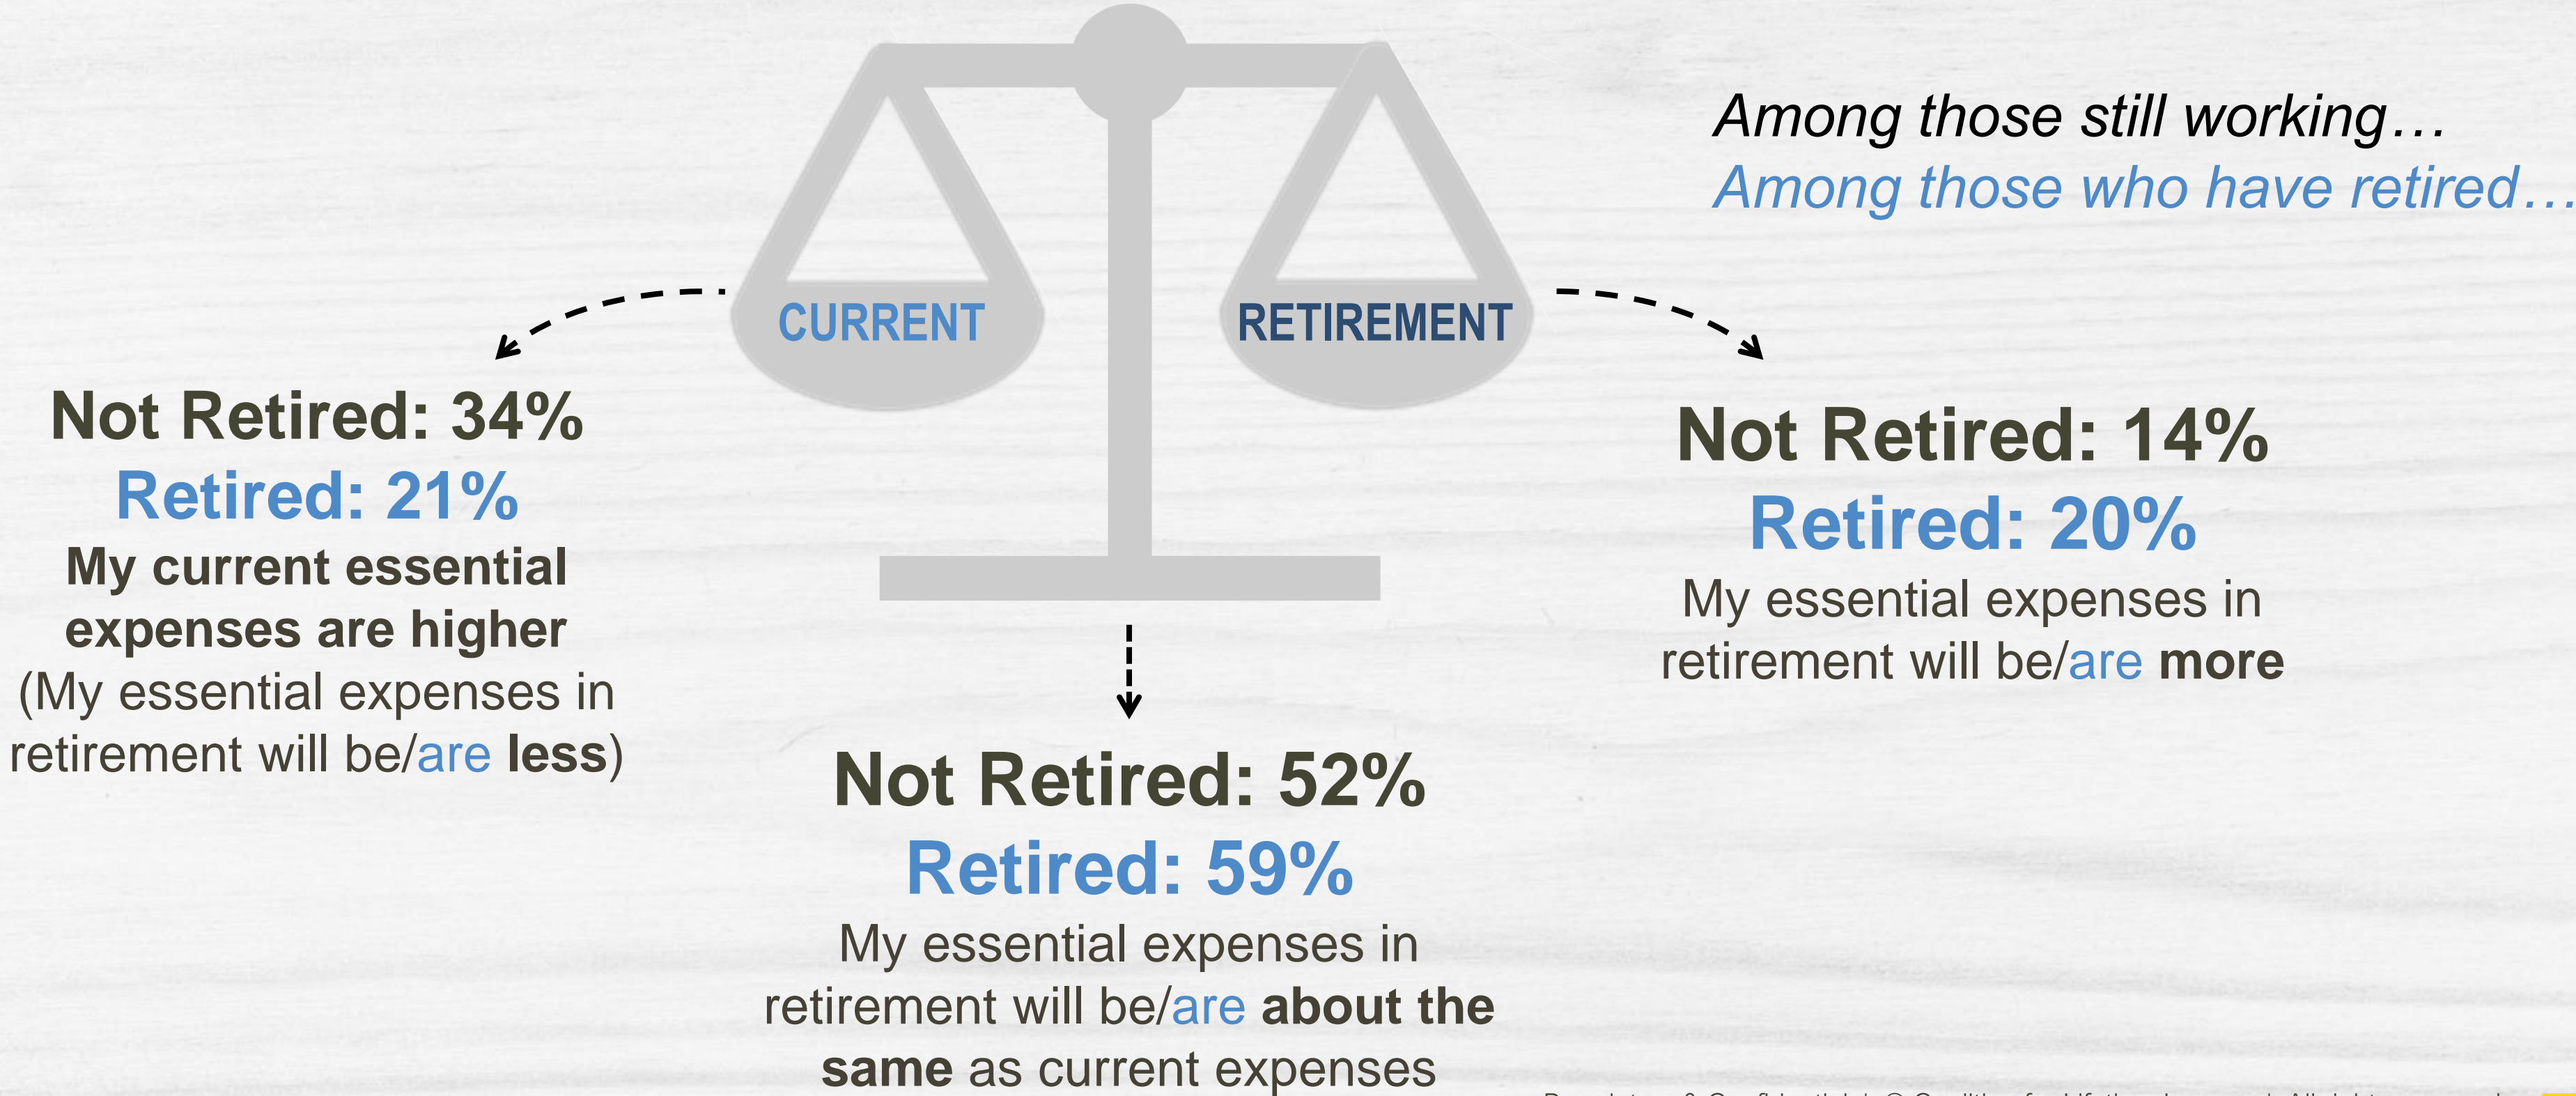 Among those still working…
Among those who have retired…
CURRENT
RETIREMENT
Not Retired: 34%
Retired: 21%
My current essential
expenses are higher
(My essential expenses in
retirement will be/are less)
Not Retired: 14%
Retired: 20%
My essential expenses in
retirement will be/are more
Not Retired: 52%
Retired: 59%
My essential expenses in
retirement will be/are about the
same as current expenses